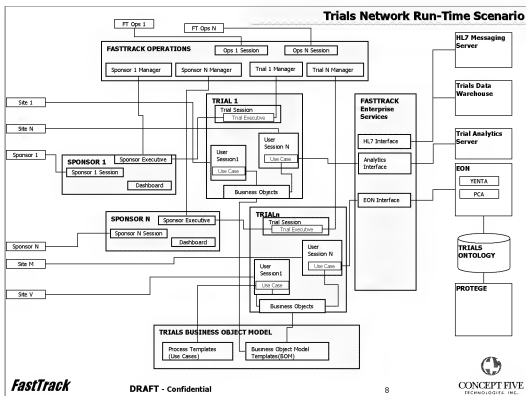 Trials Network Run-Time Scenario
FT Ops 1
FT Ops N
FASTTRACK OPERATIONS
Ops 1 Session
Ops N Session
Sponsor 1 Manager
Sponsor N Manager
Trial 1 Manager
Trial N Manager
HL7 Messaging
Server
Trials Data
Warehouse
Trial Analytics
Server
EON
YENTA
PCA
TRIALS
ONTOLOGY
PROTEGE
FASTTRACK
Enterprise
Services
HL7 Interface
Analytics
Interface
EON Interface
Site 1
Site N
Sponsor 1
Sponsor N
Site M
Site V
TRIAL 1
Trial Session
Trial Executive
User
Session1
Use Case
User
Session N
Use Case
Business Objects
SPONSOR 1
Sponsor Executive
Sponsor 1 Session
Dashboard
SPONSOR N
Sponsor Executive
Sponsor N Session
Dashboard
TRIALn
Trial Session
Trial Executive
User
Session1
Use Case
User
Session N
Use Case
Business Objects
TRIALS BUSINESS OBJECT MODEL
Process Templates
(Use Cases)
Business Object Model
Templates(BOM)
FastTrack
DRAFT - Confidential
8
CONCEPT FIVE
TECHNOLOGIES, INC.